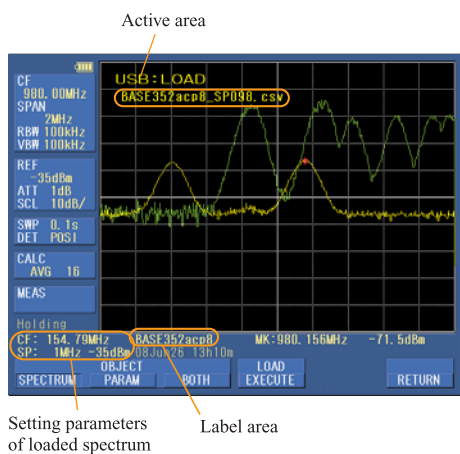 Active area
USB:LOAD
BASE352acp8_SP098.csv
CF
980.00MHz
SPAN
2MHz
RBW 100kHz
VBW 100kHz
REF
-35dBm
ATT 1dB
SCL 10dB/
SWP 0.1s
DET POSI
CALC
AVG 16
MEAS
Holding
CF: 154.79MHz BASE352acp8 MK:980.156MHz -71.5dBm
SP: 1MHz -35dBm 08Jun26 13h10m
OBJECT LOAD
SPECTRUM PARAM BOTH EXECUTE RETURN
Setting parameters
of loaded spectrum
Label area